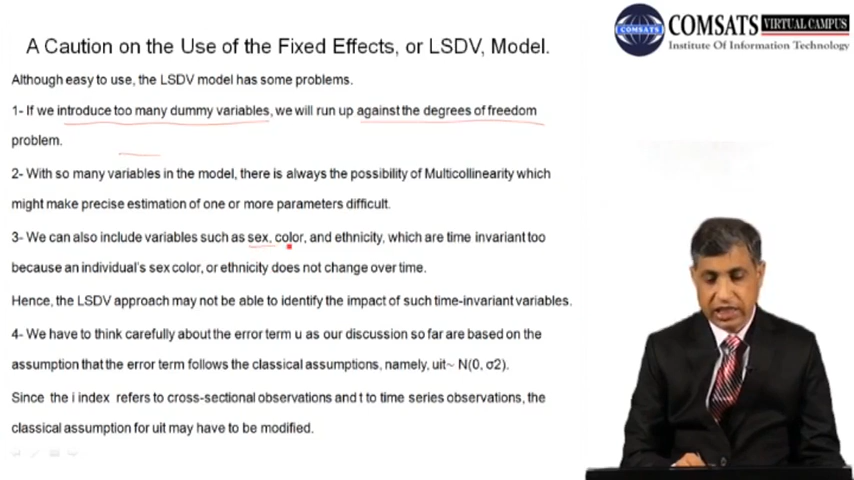 COMSATS VIRTUAL CAMPUS
COMSATS
Institute Of Information Technology
A Caution on the Use of the Fixed Effects, or LSDV, Model.
Although easy to use, the LSDV model has some problems.
1- If we introduce too many dummy variables, we will run up against the degrees of freedom
problem.
2- With so many variables in the model, there is always the possibility of Multicollinearity which
might make precise estimation of one or more parameters difficult.
3- We can also include variables such as sex, color, and ethnicity, which are time invariant too
because an individual's sex color, or ethnicity does not change over time.
Hence, the LSDV approach may not be able to identify the impact of such time-invariant variables.
4- We have to think carefully about the error term u as our discussion so far are based on the
assumption that the error term follows the classical assumptions, namely, uit~ N(0, σ2).
Since the i index refers to cross-sectional observations and t to time series observations, the
classical assumption for uit may have to be modified.